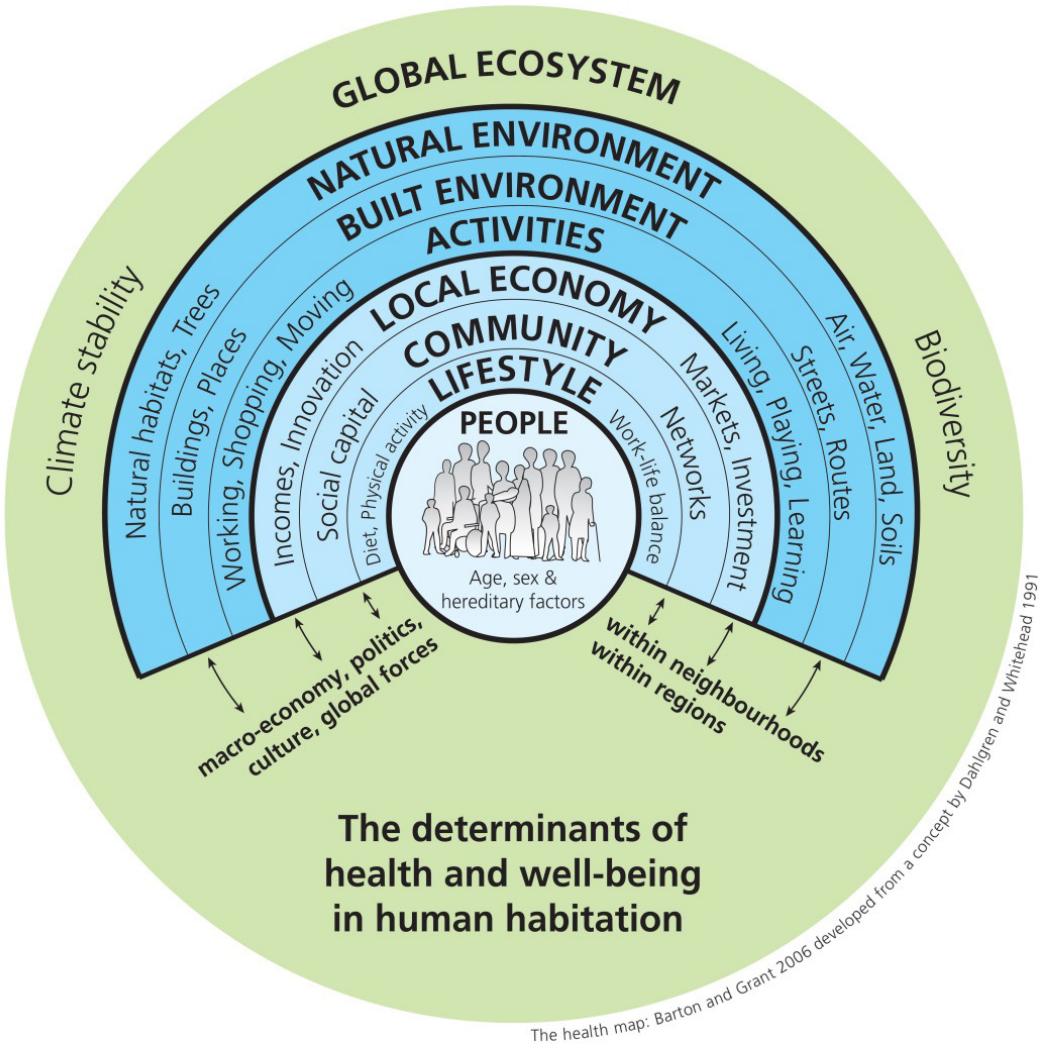 GLOBAL ECOSYSTEM
Climate stability
Biodiversity
NATURAL ENVIRONMENT
Natural habitats, Trees
Air, Water, Land, Soils
BUILT ENVIRONMENT
Buildings, Places
Streets, Routes
ACTIVITIES
Working, Shopping, Moving
Living, Playing, Learning
LOCAL ECONOMY
Incomes, Innovation
Markets, Investment
COMMUNITY
Social capital
Networks
LIFESTYLE
Diet, Physical activity
Work-life balance
PEOPLE
Age, sex &
hereditary factors
macro-economy, politics,
culture, global forces
within neighbourhoods
within regions
The determinants of
health and well-being
in human habitation
The health map: Barton and Grant 2006 developed from a concept by Dahlgren and Whitehead 1991